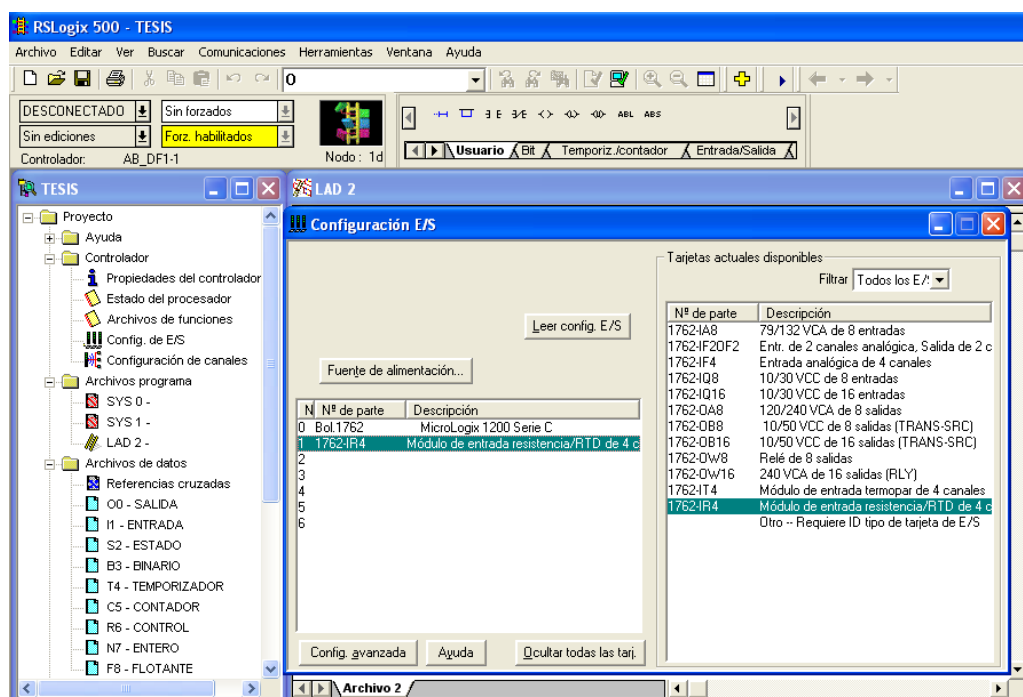 RSLogix 500 - TESIS
Archivo Editar Ver Buscar Comunicaciones Herramientas Ventana Ayuda
0
DESCONECTADO Sin forzados
Sin ediciones Forz. habilitados
Controlador: AB_DF1-1 Nodo : 1d
ABL ABS
Usuario Bit Temporiz./contador Entrada/Salida
TESIS
Proyecto
Ayuda
Controlador
Propiedades del controlador
Estado del procesador
Archivos de funciones
Config. de E/S
Configuración de canales
Archivos programa
SYS 0 -
SYS 1 -
LAD 2 -
Archivos de datos
Referencias cruzadas
O0 - SALIDA
I1 - ENTRADA
S2 - ESTADO
B3 - BINARIO
T4 - TEMPORIZADOR
C5 - CONTADOR
R6 - CONTROL
N7 - ENTERO
F8 - FLOTANTE
LAD 2
Configuración E/S
Leer config. E/S
Fuente de alimentación...
N Nº de parte Descripción
0 Bol.1762 MicroLogix 1200 Serie C
1 1762-IR4 Módulo de entrada resistencia/RTD de 4 c
2
3
4
5
6
Config. avanzada Ayuda Ocultar todas las tarj.
Tarjetas actuales disponibles
Filtrar Todos los E/
Nº de parte Descripción
1762-IA8 79/132 VCA de 8 entradas
1762-IF2OF2 Entr. de 2 canales analógica, Salida de 2 c
1762-IF4 Entrada analógica de 4 canales
1762-IQ8 10/30 VCC de 8 entradas
1762-IQ16 10/30 VCC de 16 entradas
1762-OA8 120/240 VCA de 8 salidas
1762-OB8 10/50 VCC de 8 salidas (TRANS-SRC)
1762-OB16 10/50 VCC de 16 salidas (TRANS-SRC)
1762-OW8 Relé de 8 salidas
1762-OW16 240 VCA de 16 salidas (RLY)
1762-IT4 Módulo de entrada termopar de 4 canales
1762-IR4 Módulo de entrada resistencia/RTD de 4 c
Otro -- Requiere ID tipo de tarjeta de E/S
Archivo 2